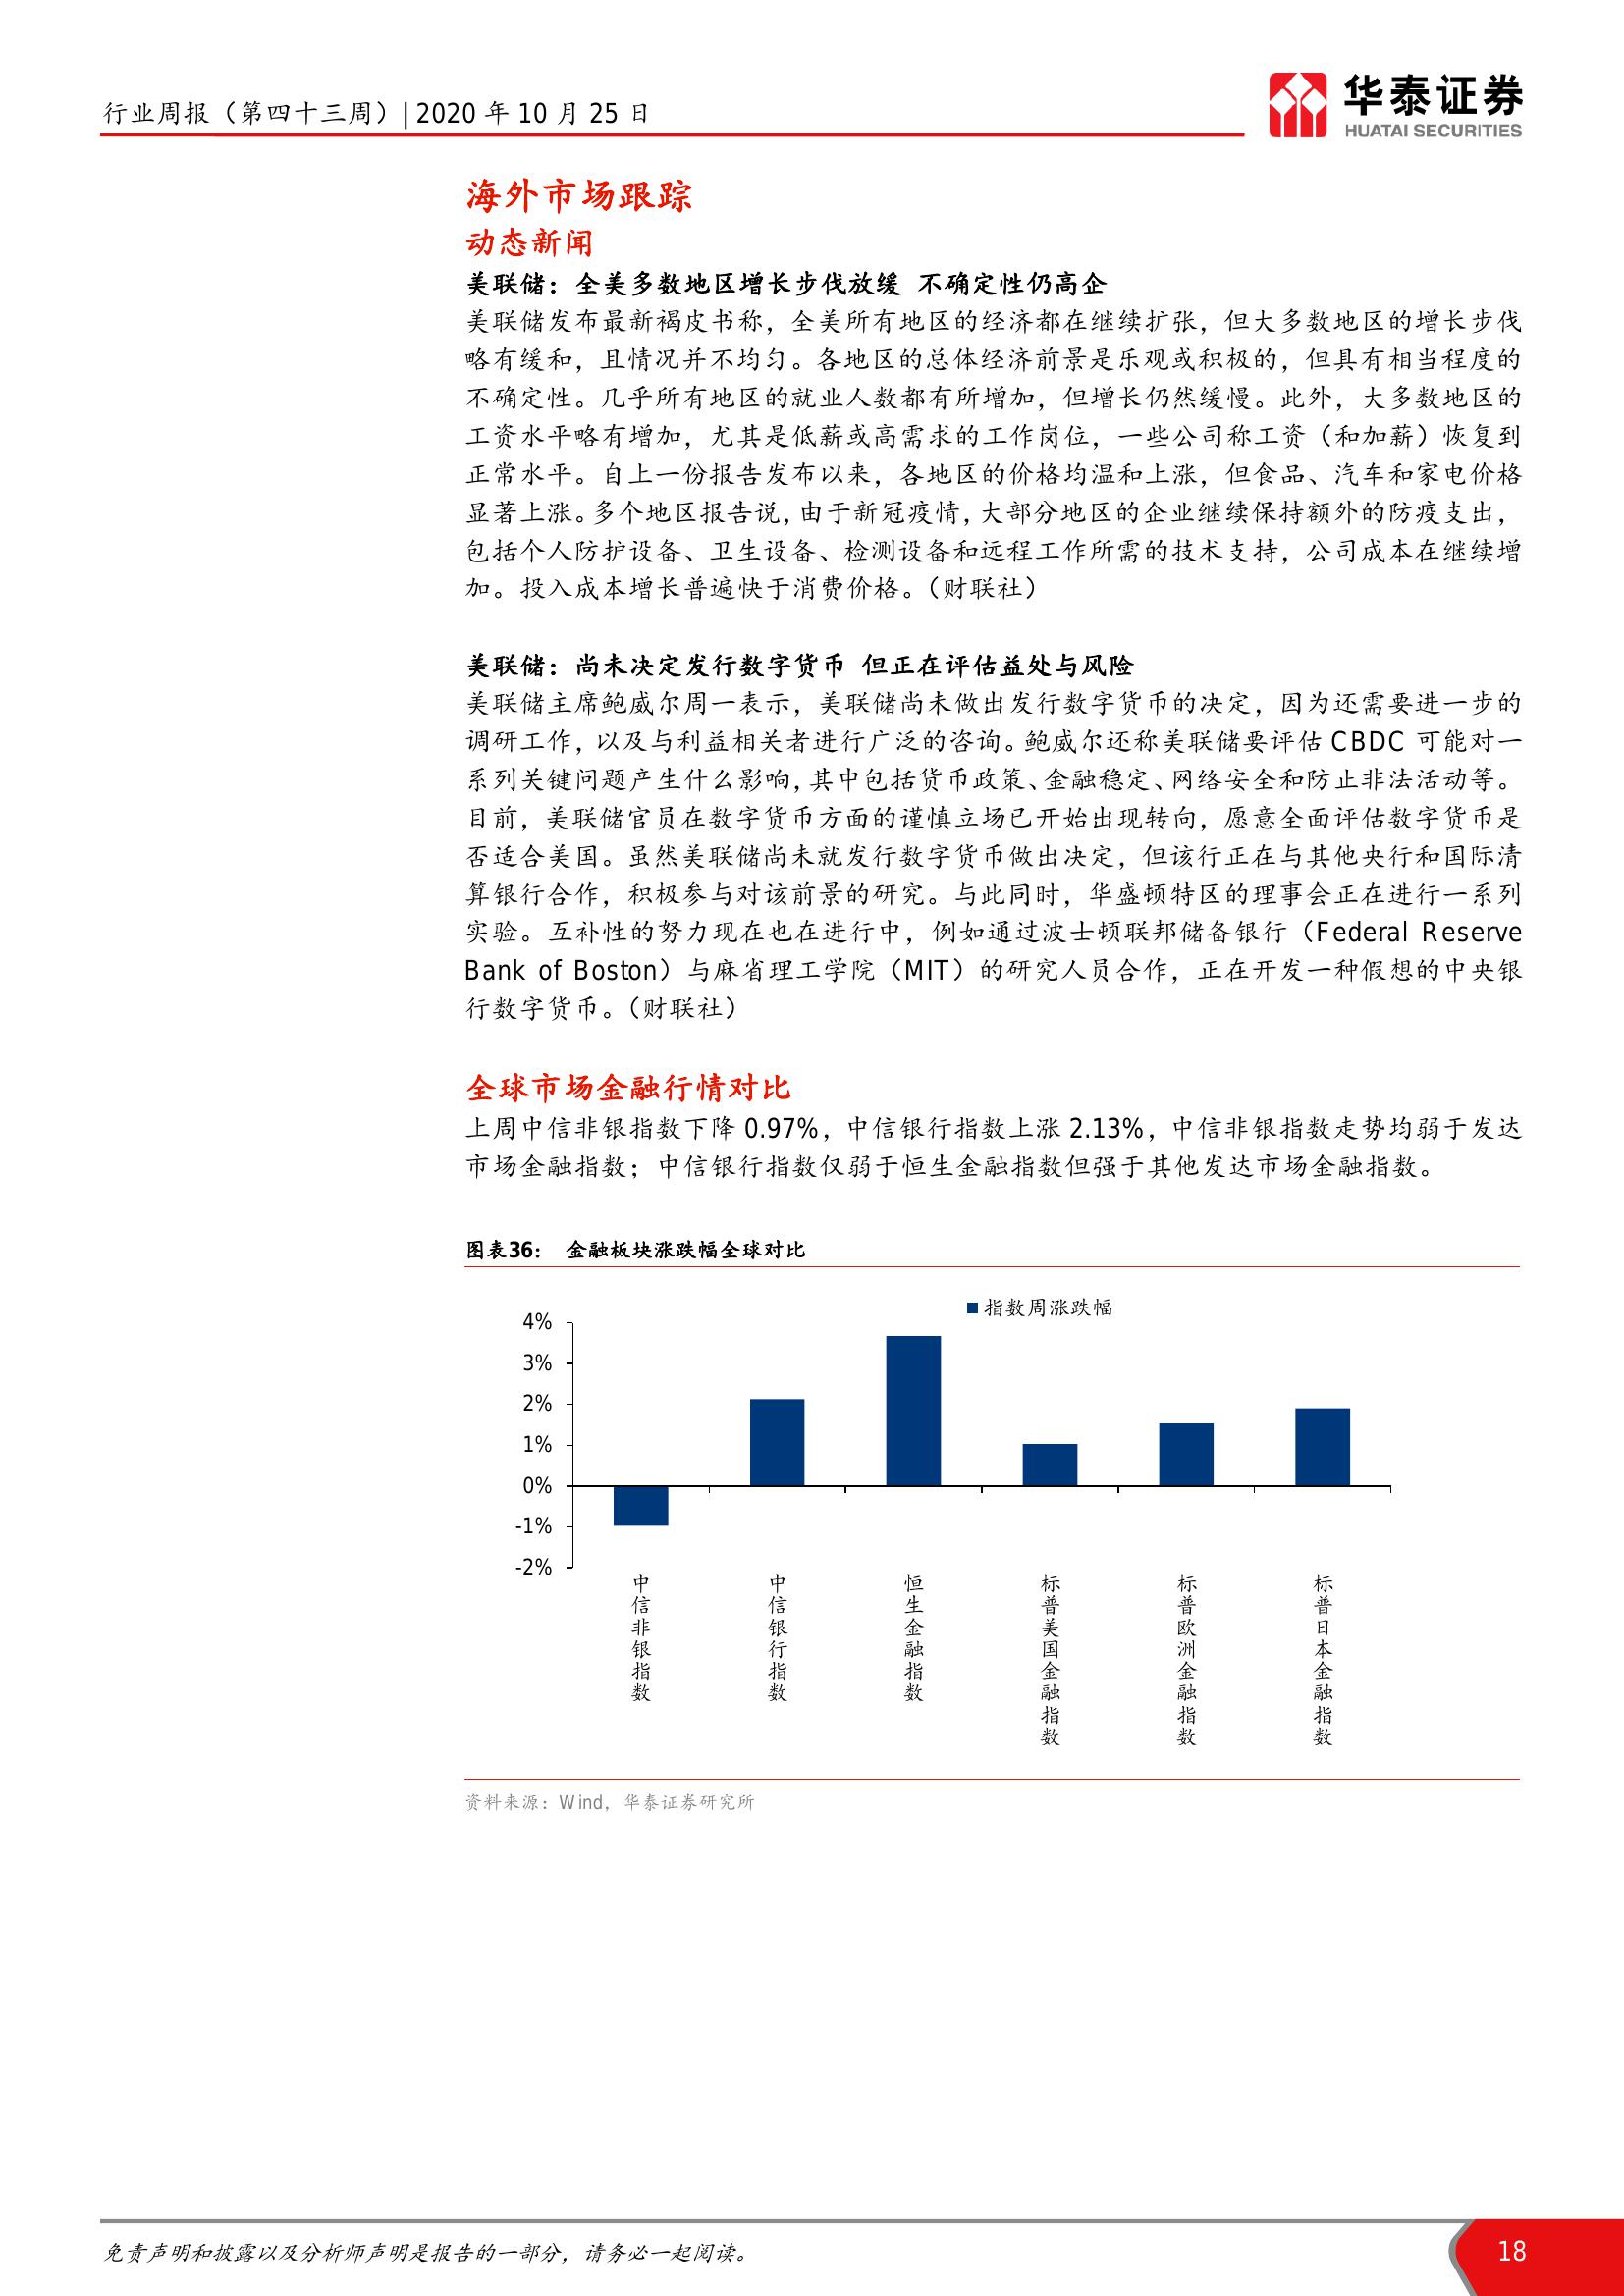 行业周报（第四十三周）| 2020 年 10 月 25 日
华泰证券
HUATAI SECURITIES
海外市场跟踪
动态新闻
美联储：全美多数地区增长步伐放缓 不确定性仍高企
美联储发布最新褐皮书称，全美所有地区的经济都在继续扩张，但大多数地区的增长步伐
略有缓和，且情况并不均匀。各地区的总体经济前景是乐观或积极的，但具有相当程度的
不确定性。几乎所有地区的就业人数都有所增加，但增长仍然缓慢。此外，大多数地区的
工资水平略有增加，尤其是低薪或高需求的工作岗位，一些公司称工资（和加薪）恢复到
正常水平。自上一份报告发布以来，各地区的价格均温和上涨，但食品、汽车和家电价格
显著上涨。多个地区报告说，由于新冠疫情，大部分地区的企业继续保持额外的防疫支出，
包括个人防护设备、卫生设备、检测设备和远程工作所需的技术支持，公司成本在继续增
加。投入成本增长普遍快于消费价格。（财联社）
美联储：尚未决定发行数字货币 但正在评估益处与风险
美联储主席鲍威尔周一表示，美联储尚未做出发行数字货币的决定，因为还需要进一步的
调研工作，以及与利益相关者进行广泛的咨询。鲍威尔还称美联储要评估 CBDC 可能对一
系列关键问题产生什么影响，其中包括货币政策、金融稳定、网络安全和防止非法活动等。
目前，美联储官员在数字货币方面的谨慎立场已开始出现转向，愿意全面评估数字货币是
否适合美国。虽然美联储尚未就发行数字货币做出决定，但该行正在与其他央行和国际清
算银行合作，积极参与对该前景的研究。与此同时，华盛顿特区的理事会正在进行一系列
实验。互补性的努力现在也在进行中，例如通过波士顿联邦储备银行（Federal Reserve
Bank of Boston）与麻省理工学院（MIT）的研究人员合作，正在开发一种假想的中央银
行数字货币。（财联社）
全球市场金融行情对比
上周中信非银指数下降 0.97%，中信银行指数上涨 2.13%，中信非银指数走势均弱于发达
市场金融指数；中信银行指数仅弱于恒生金融指数但强于其他发达市场金融指数。
图表36： 金融板块涨跌幅全球对比
指数周涨跌幅
4%
3%
2%
1%
0%
-1%
-2%
中信非银指数
中信银行指数
恒生金融指数
标普美国金融指数
标普欧洲金融指数
标普日本金融指数
资料来源：Wind，华泰证券研究所
免责声明和披露以及分析师声明是报告的一部分，请务必一起阅读。
18